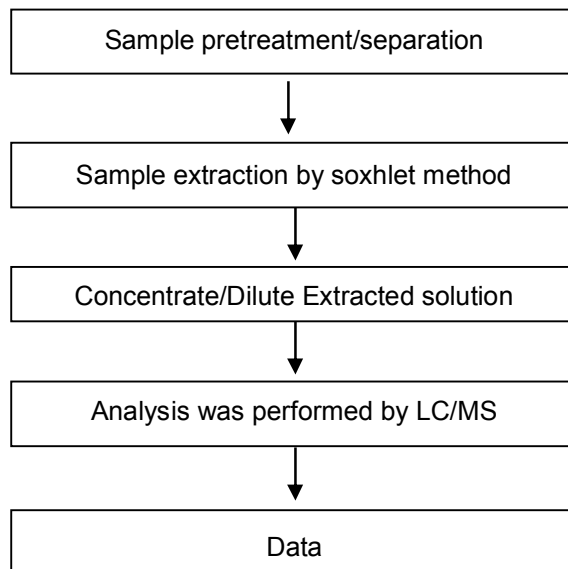 Sample pretreatment/separation
Sample extraction by soxhlet method
Concentrate/Dilute Extracted solution
Analysis was performed by LC/MS
Data